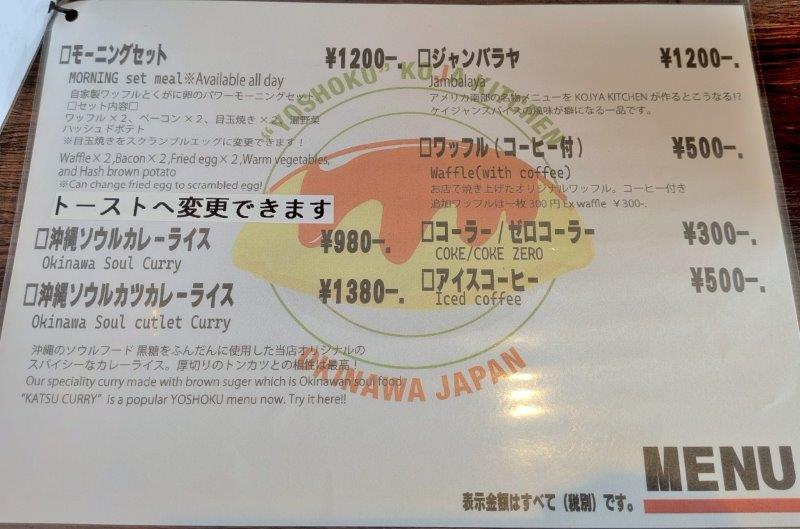 □モーニングセット ¥1200-.
MORNING set meal※Available all day
自家製ワッフルとくがに卵のパワーモーニングセット
□セット内容□
ワッフル×2、ベーコン×2、目玉焼き×2、温野菜
ハッシュドポテト
※目玉焼きをスクランブルエッグに変更できます!
Waffle×2,Bacon×2,Fried egg×2,Warm vegetables,
and Hash brown potato
※Can change fried egg to scrambled egg!
トーストへ変更できます
□沖縄ソウルカレーライス ¥980-.
Okinawa Soul Curry
□沖縄ソウルカツカレーライス ¥1380-.
Okinawa Soul cutlet Curry
沖縄のソウルフード 黒糖をふんだんに使用した当店オリジナルの
スパイシーなカレーライス。厚切りのトンカツとの相性は最高!
Our speciality curry made with brown suger which is Okinawan soul food
"KATSU CURRY" is a popular YOSHOKU menu now. Try it here!!
□ジャンバラヤ ¥1200-.
Jambalaya
アメリカ南部の名物メニューを KOJYA KITCHEN が作るとこうなる!?
ケイジャンスパイスの風味が癖になる一品です。
□ワッフル(コーヒー付) ¥500-.
Waffle(with coffee)
お店で焼き上げたオリジナルワッフル。コーヒー付き
追加ワッフルは一枚 300円 Ex waffle ¥300-.
□コーラー/ゼロコーラー ¥300-.
COKE/COKE ZERO
□アイスコーヒー ¥500-.
Iced coffee
"YOSHOKU" KOJYA KITCHEN
OKINAWA JAPAN
MENU
表示金額はすべて(税別)です。